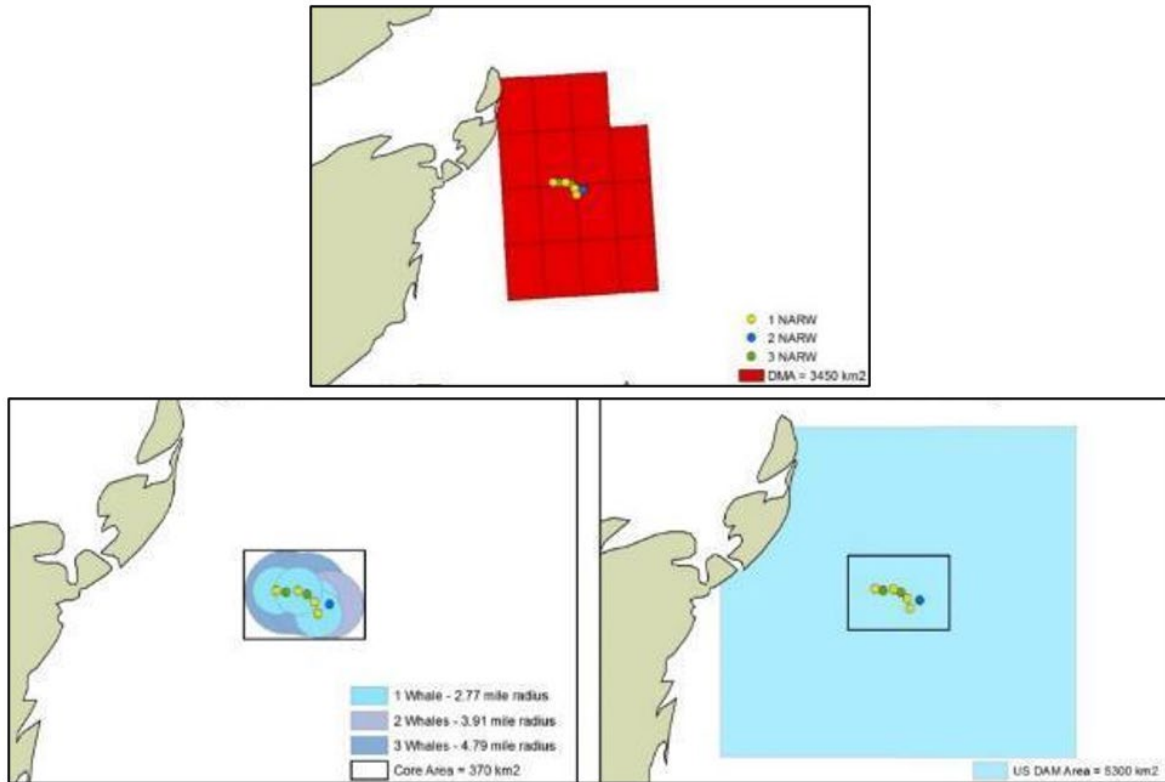 1 NARW
2 NARW
3 NARW
DMA = 3450 km2
1 Whale - 2.77 mile radius
2 Whales - 3.91 mile radius
3 Whales - 4.79 mile radius
Core Area = 370 km2
US DAM Area = 5300 km2